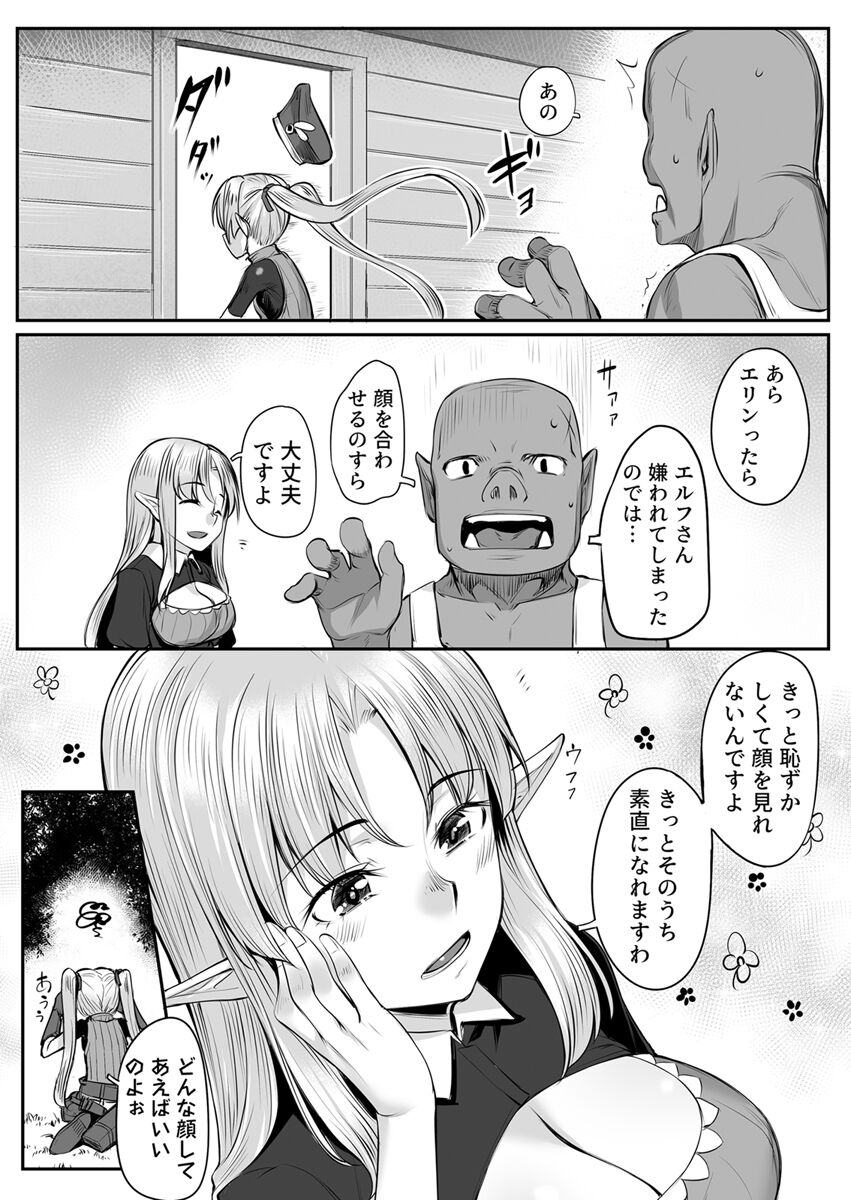 あの
ギョ
ダダッ
あら
エリンったら
エルフさん
嫌われてしまった
のでは…
サァァァ
顔を合わ
せるのすら
大丈夫
ですよ
きっと恥ずか
しくて顔を見れ
ないんですよ
きっとそのうち
素直になれますわ
ウフフ
あぅぅ
どんな顔して
あえばいい
のよぉ